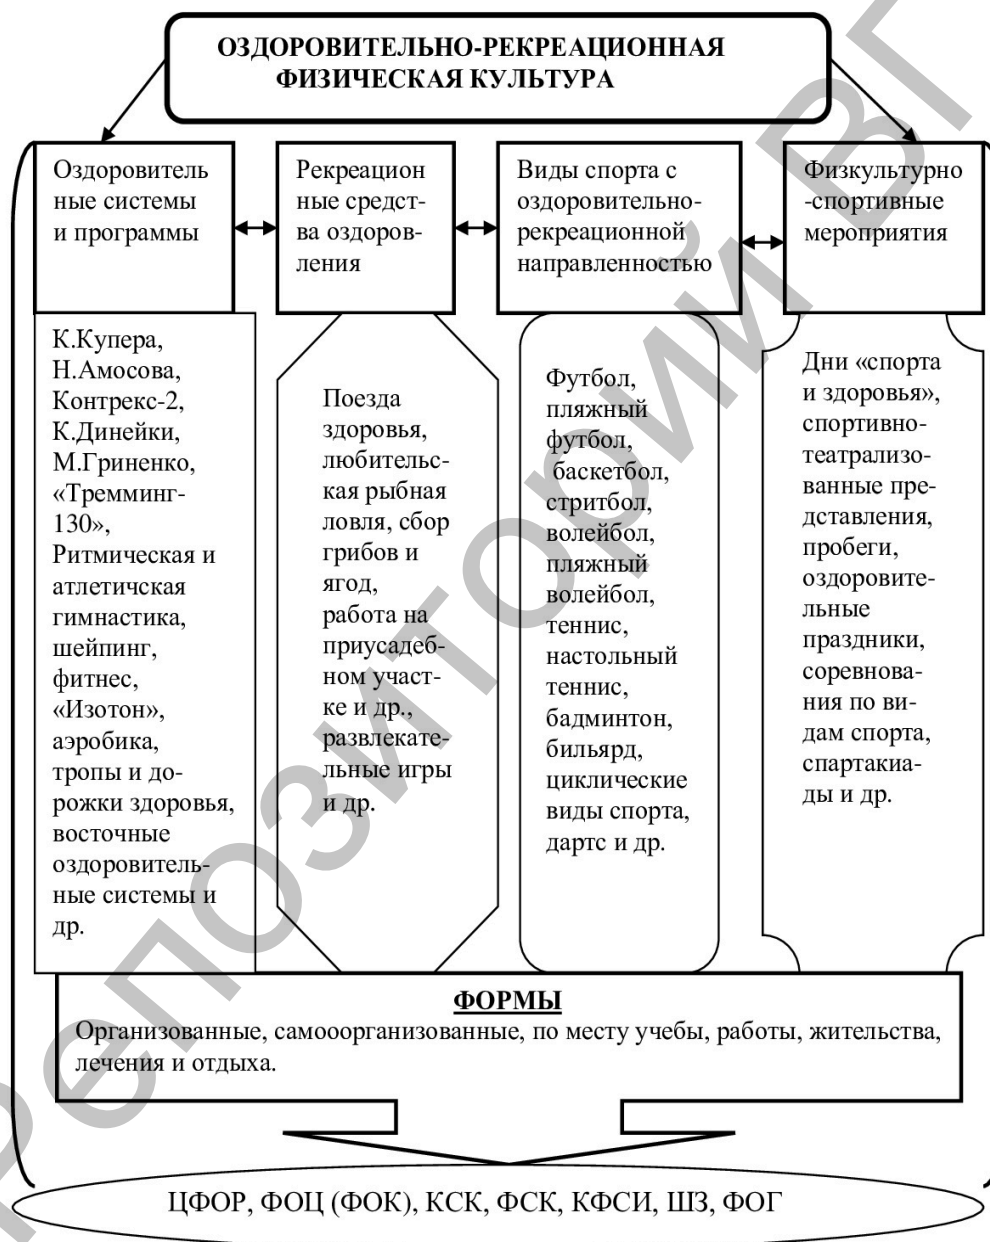 ОЗДОРОВИТЕЛЬНО-РЕКРЕАЦИОННАЯ
ФИЗИЧЕСКАЯ КУЛЬТУРА
Оздоровитель
ные системы
и программы
Рекреацион
ные средст-
ва оздоров-
ления
Виды спорта с
оздоровительно-
рекреационной
направленностью
Физкультурно
-спортивные
мероприятия
К.Купера,
Н.Амосова,
Контрекс-2,
К.Динейки,
М.Гриненко,
«Тремминг-
130»,
Ритмическая и
атлетичская
гимнастика,
шейпинг,
фитнес,
«Изотон»,
аэробика,
тропы и до-
рожки здоровья,
восточные
оздоровитель-
ные системы и
др.
Поезда
здоровья,
любительс-
кая рыбная
ловля, сбор
грибов и
ягод,
работа на
приусадеб-
ном участ-
ке и др.,
развлекате-
льные игры
и др.
Футбол,
пляжный
футбол,
баскетбол,
стритбол,
волейбол,
пляжный
волейбол,
теннис,
настольный
теннис,
бадминтон,
бильярд,
циклические
виды спорта,
дартс и др.
Дни «спорта
и здоровья»,
спортивно-
театрализо-
ванные пре-
дставления,
пробеги,
оздоровите-
льные
праздники,
соревнова-
ния по ви-
дам спорта,
спартакиа-
ды и др.
ФОРМЫ
Организованные, самооорганизованные, по месту учебы, работы, жительства,
лечения и отдыха.
ЦФОР, ФОЦ (ФОК), КСК, ФСК, КФСИ, ШЗ, ФОГ
Репозиторий ВГ